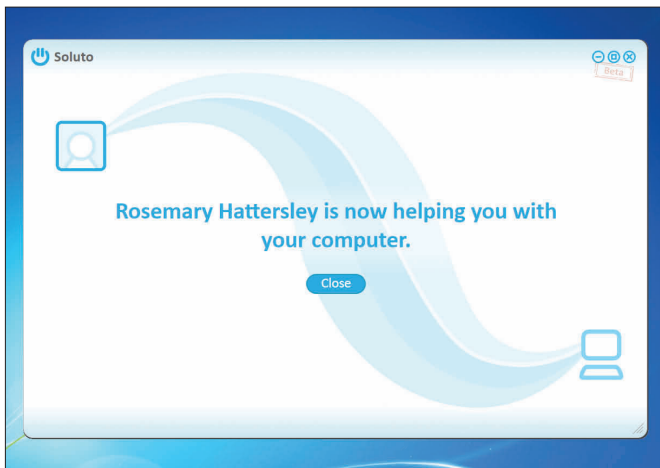 Soluto
Beta
Rosemary Hattersley is now helping you with
your computer.
Close